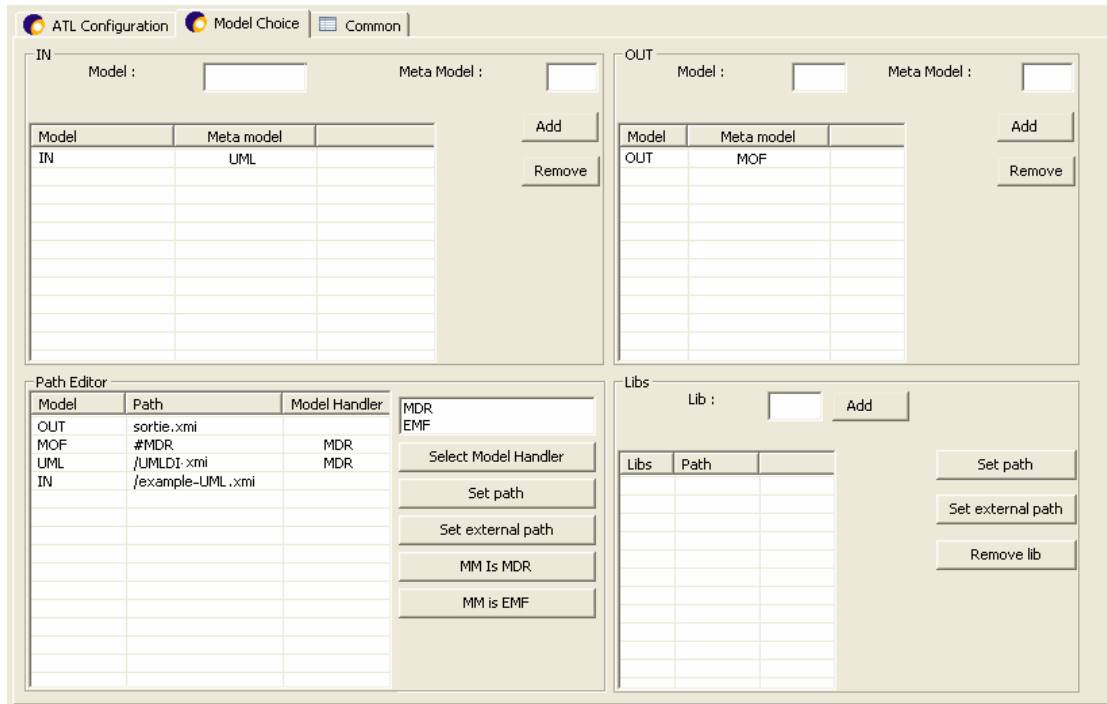 ATL Configuration Model Choice Common
IN
Model : Meta Model :
Add
Model Meta model
IN UML
Remove
OUT
Model : Meta Model :
Add
Model Meta model
OUT MOF
Remove
Path Editor
Model Path Model Handler
OUT sortie.xmi
MOF #MDR MDR
UML /UMLDI-xmi MDR
IN /example-UML.xmi
MDR
EMF
Select Model Handler
Set path
Set external path
MM Is MDR
MM is EMF
Libs
Lib : Add
Libs Path
Set path
Set external path
Remove lib